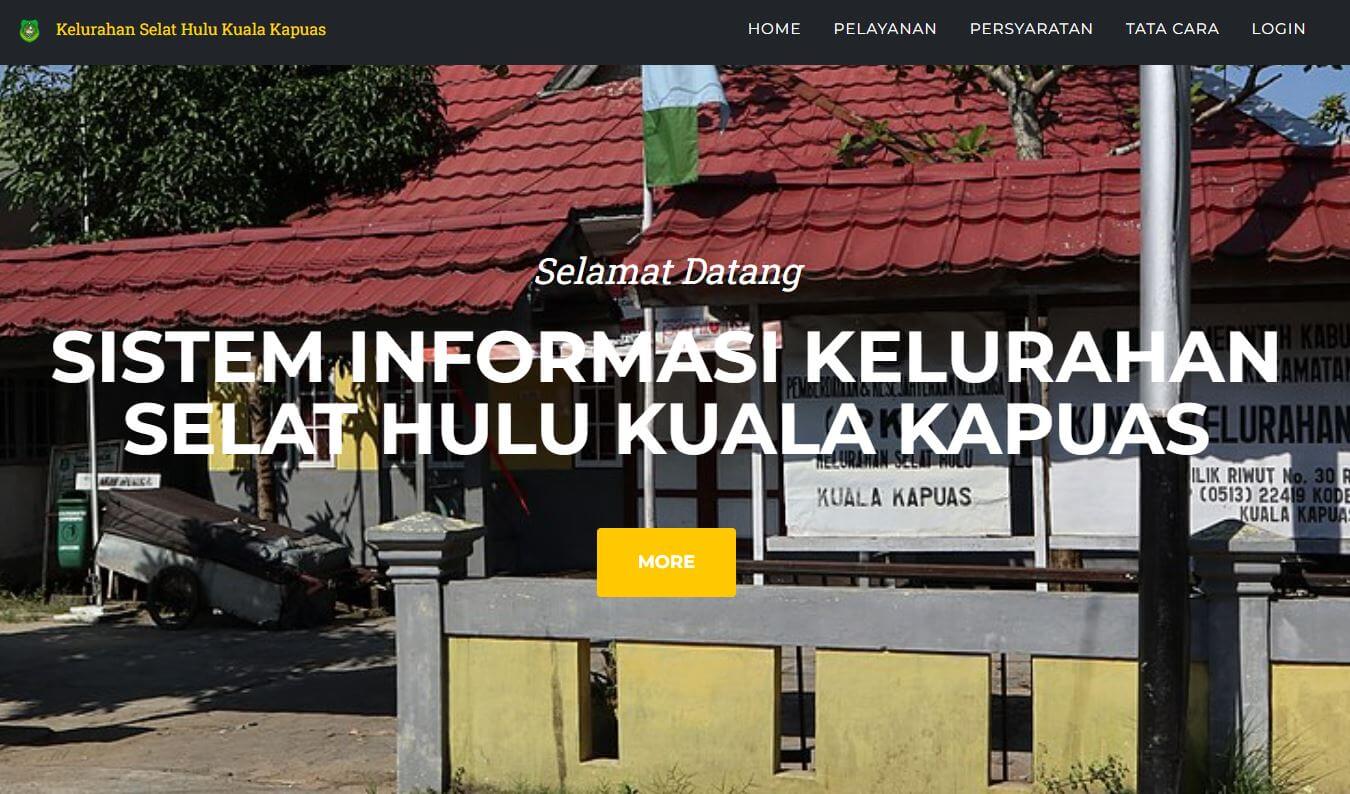 Kelurahan Selat Hulu Kuala Kapuas
HOME PELAYANAN PERSYARATAN TATA CARA LOGIN
Selamat Datang
SISTEM INFORMASI KELURAHAN
SELAT HULU KUALA KAPUAS
MORE
KELURAHAN SELAT HULU
KUALA KAPUAS
ILIK RIWUT No. 30
(0513) 22419 KODE
KUALA KAPUAS